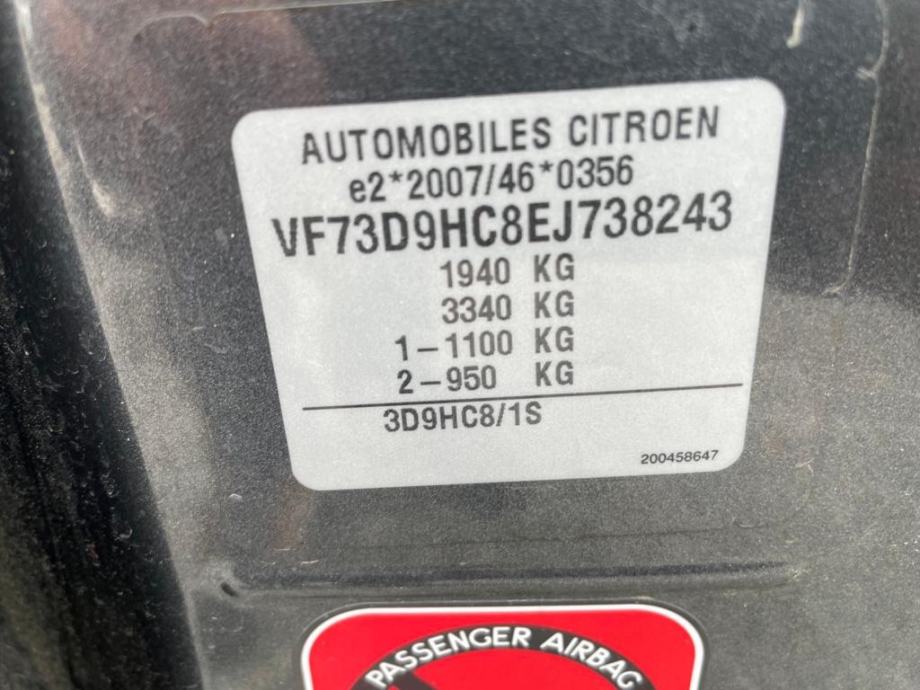 AUTOMOBILES CITROEN
e2*2007/46*0356
VF73D9HC8EJ738243
1940 KG
3340 KG
1-1100 KG
2-950 KG
3D9HC8/1S
200458647
PASSENGER AIRBAG